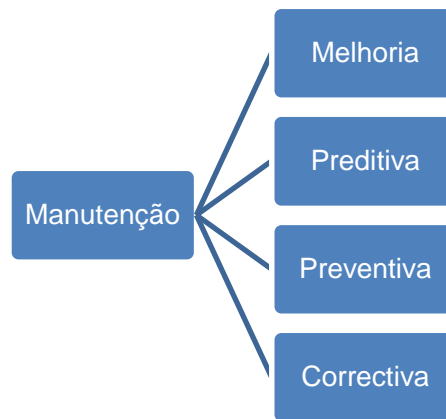 Melhoria
Preditiva
Manutenção
Preventiva
Correctiva